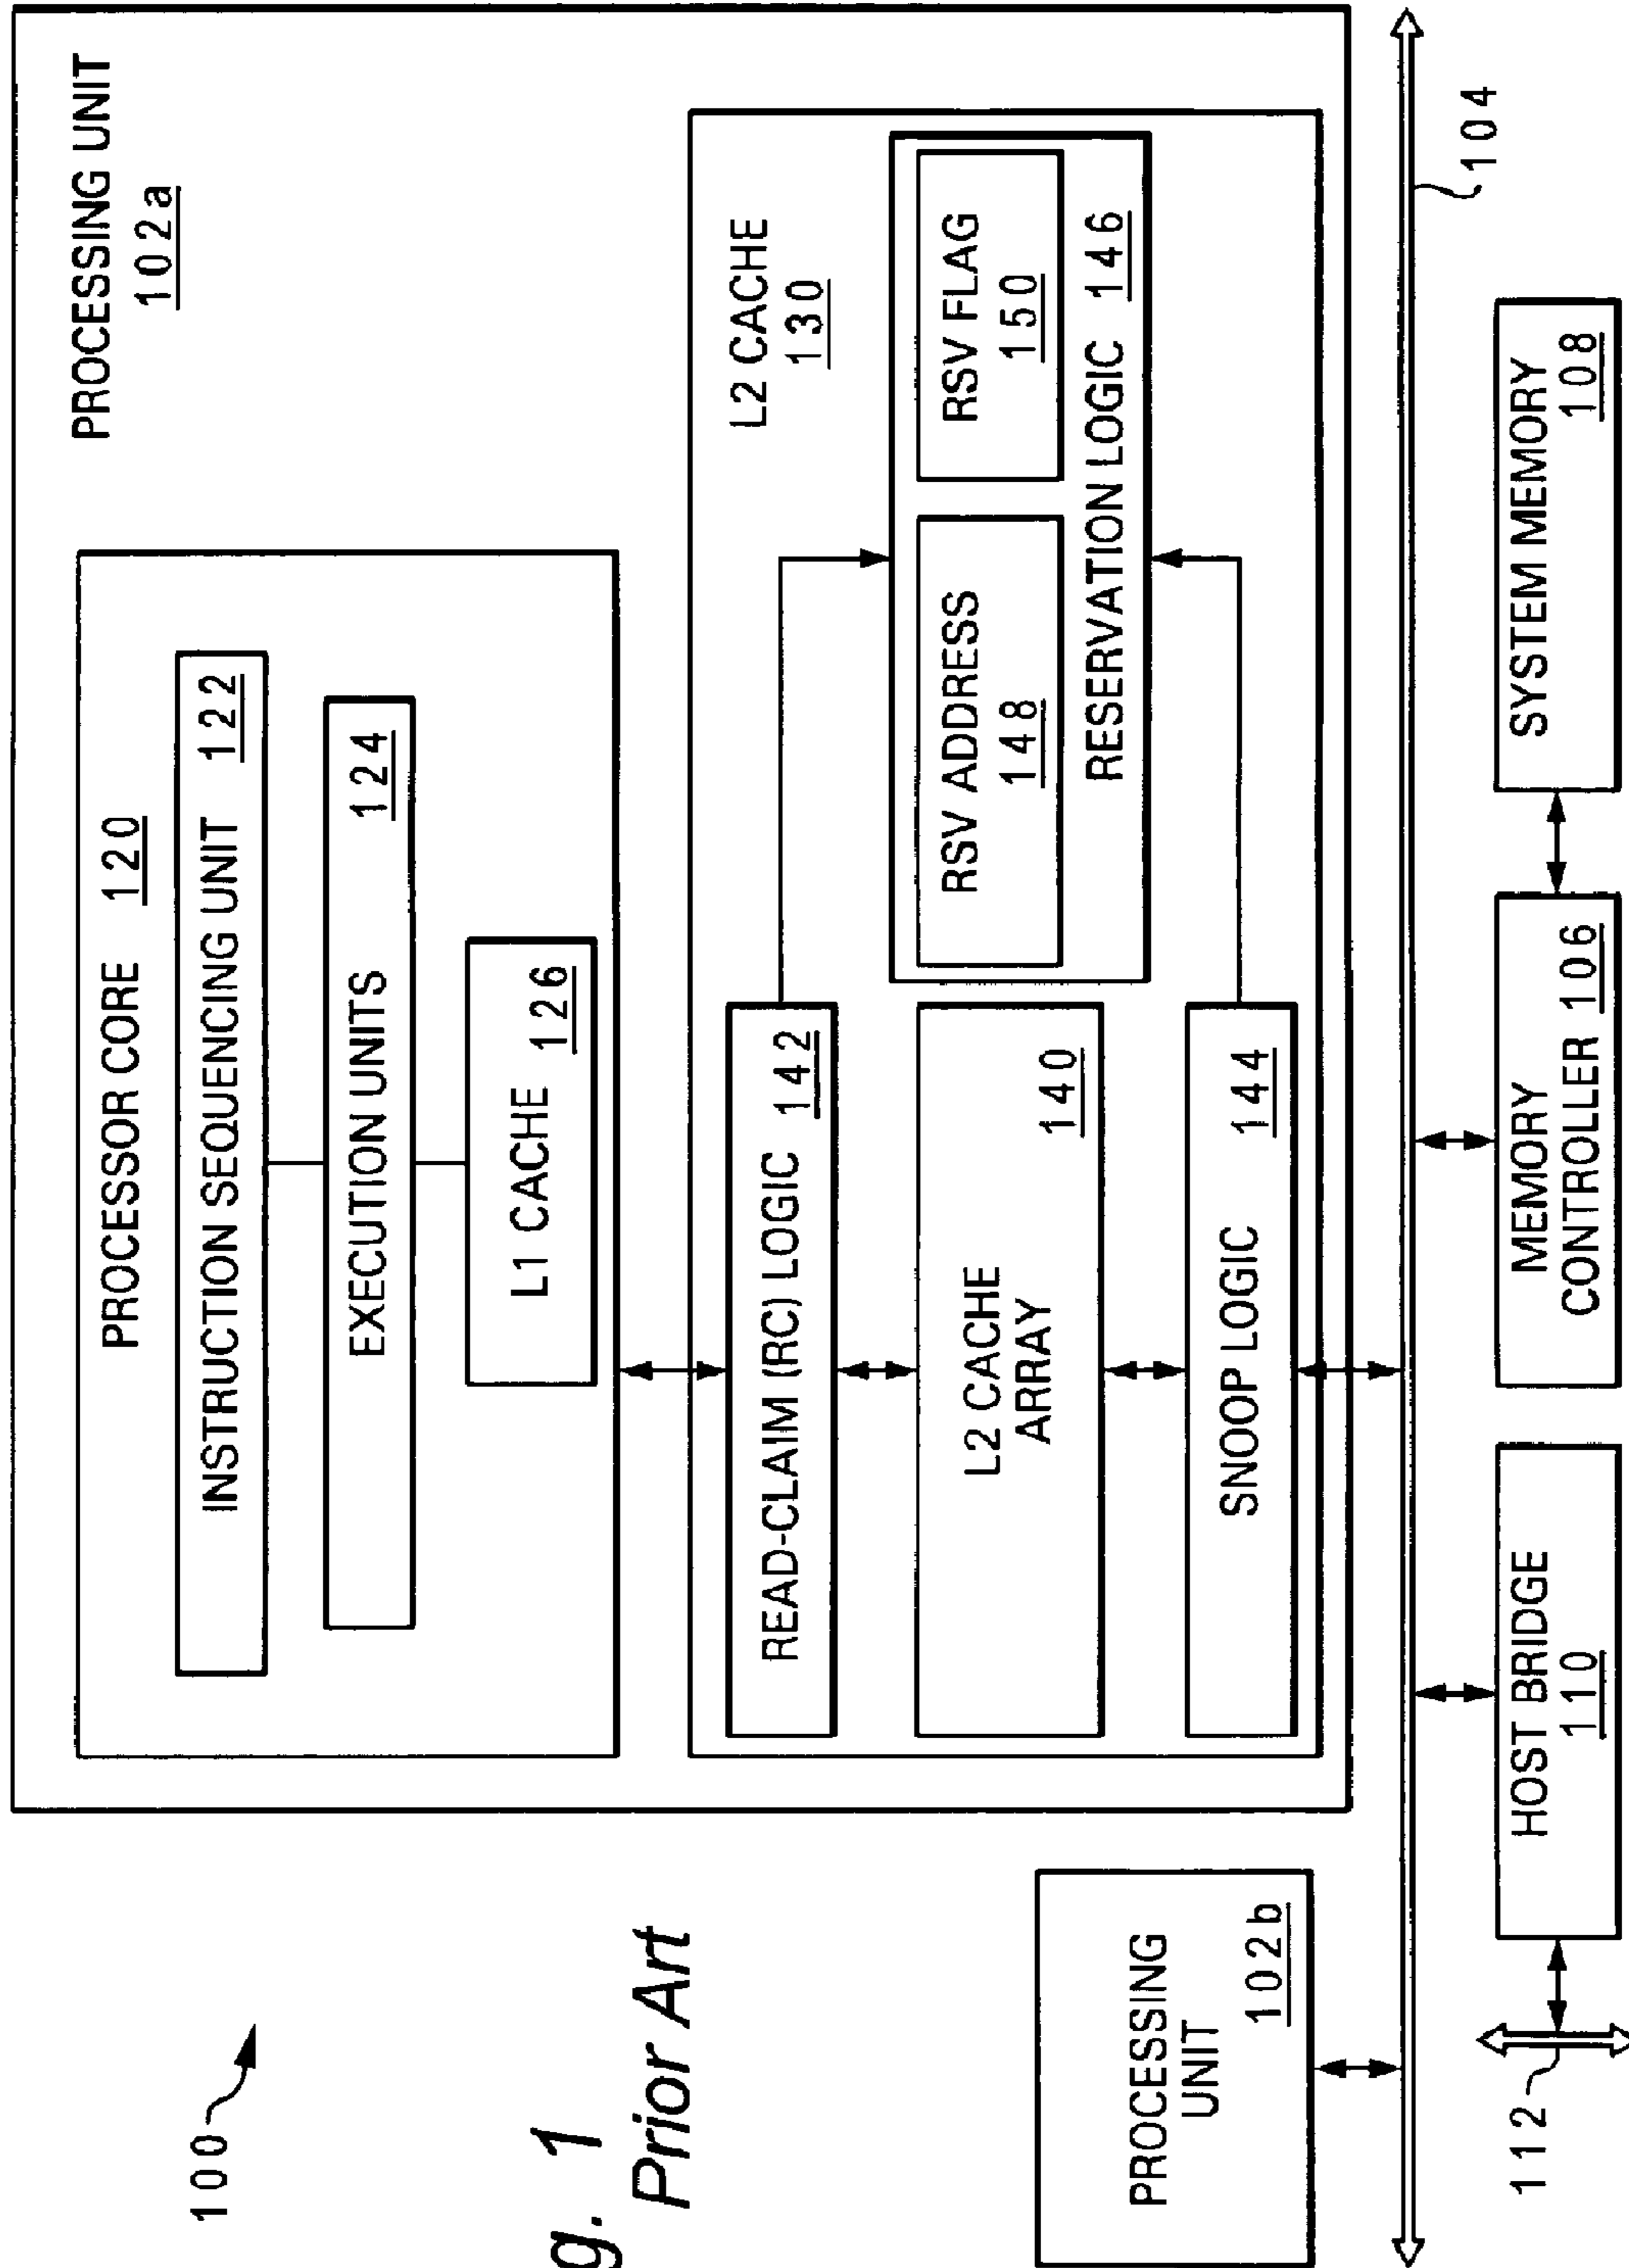 100
PROCESSING UNIT
102a
PROCESSOR CORE 120
INSTRUCTION SEQUENCING UNIT 122
EXECUTION UNITS 124
L1 CACHE 126
L2 CACHE
130
READ-CLAIM (RC) LOGIC 142
L2 CACHE
ARRAY
140
SNOOP LOGIC 144
RSV ADDRESS
148
RSV FLAG
150
RESERVATION LOGIC 146
g. 1
Prior Art
PROCESSING
UNIT
102b
104
112
HOST BRIDGE
110
MEMORY
CONTROLLER 106
SYSTEM MEMORY
108